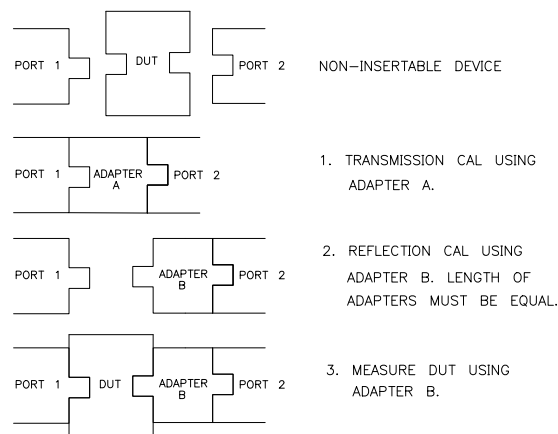 PORT 1 DUT PORT 2 NON-INSERTABLE DEVICE
PORT 1 ADAPTER A PORT 2
1. TRANSMISSION CAL USING
ADAPTER A.
PORT 1 ADAPTER B PORT 2
2. REFLECTION CAL USING
ADAPTER B. LENGTH OF
ADAPTERS MUST BE EQUAL.
PORT 1 DUT ADAPTER B PORT 2
3. MEASURE DUT USING
ADAPTER B.